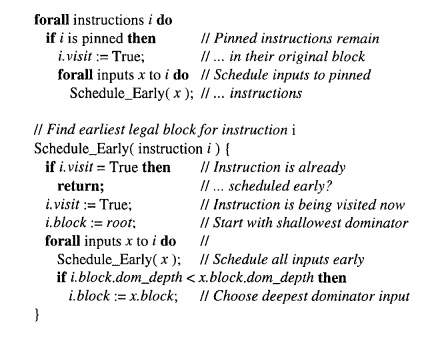 forall instructions i do
if i is pinned then // Pinned instructions remain
i.visit := True; // ... in their original block
forall inputs x to i do // Schedule inputs to pinned
Schedule_Early( x ); // ... instructions
// Find earliest legal block for instruction i
Schedule_Early( instruction i ) {
if i.visit = True then // Instruction is already
return; // ... scheduled early?
i.visit := True; // Instruction is being visited now
i.block := root; // Start with shallowest dominator
forall inputs x to i do //
Schedule_Early( x ); // Schedule all inputs early
if i.block.dom_depth < x.block.dom_depth then
i.block := x.block; // Choose deepest dominator input
}